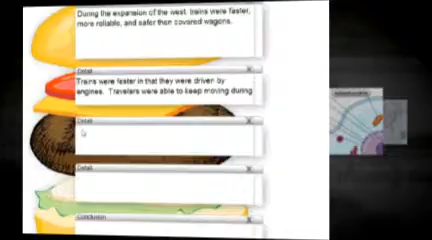 During the expansion of the west, trains were faster,
more reliable, and safer then covered wagons.
Detail
Trains were faster in that they were driven by
engines. Travelers were able to keep moving during
Detail
Detail
Conclusion